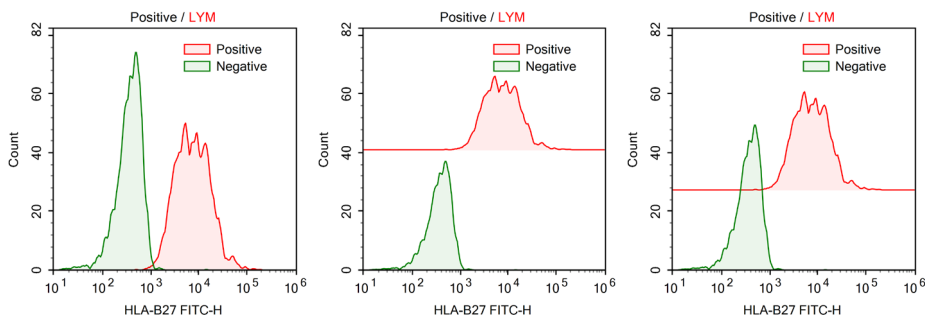 Positive / LYM
82
60
40
20
0
Count
Positive
Negative
10^1 10^2 10^3 10^4 10^5 10^6
HLA-B27 FITC-H
Positive / LYM
82
60
40
20
0
Count
Positive
Negative
10^1 10^2 10^3 10^4 10^5 10^6
HLA-B27 FITC-H
Positive / LYM
82
60
40
20
0
Count
Positive
Negative
10^1 10^2 10^3 10^4 10^5 10^6
HLA-B27 FITC-H